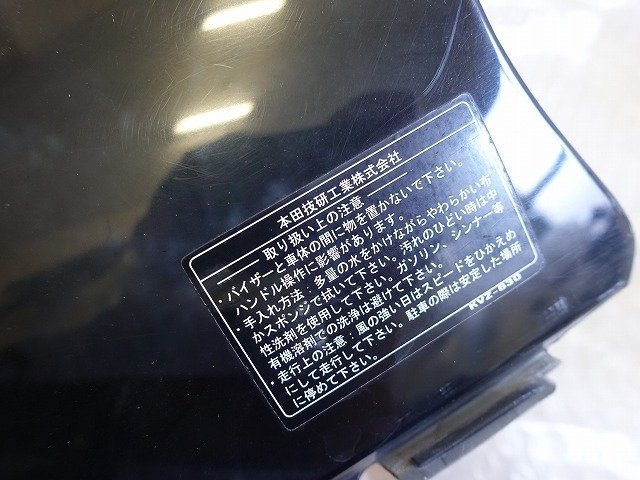 本田技研工業株式会社
取り扱い上の注意
・バイザーと車体の間に物を置かないで下さい。
ハンドル操作に影響があります。
・手入れ方法：多量の水をかけながらやわらかい布
かスポンジで拭いて下さい。汚れのひどい時は中
性洗剤を使用して下さい。ガソリン、シンナー等
有機溶剤での洗浄は避けて下さい。
・走行上の注意：風の強い日はスピードをひかえめ
にして走行して下さい。駐車の際は安定した場所
に停めて下さい。
KVZ-630